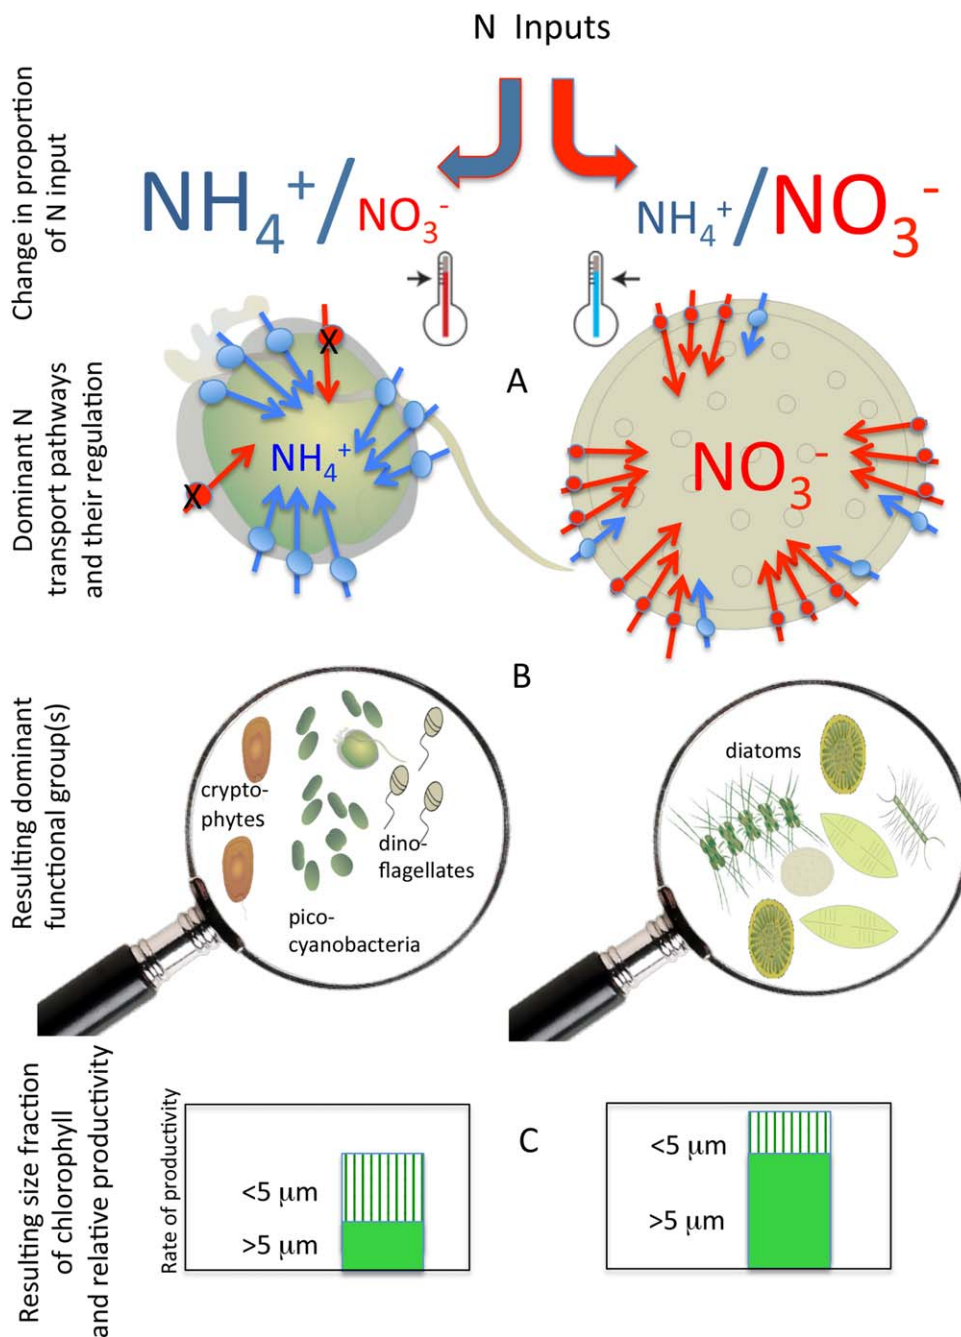 N Inputs
Change in proportion
of N input
NH₄⁺/NO₃⁻
NH₄⁺/NO₃⁻
Dominant N
transport pathways
and their regulation
A
X
X
NH₄⁺
NO₃⁻
Resulting dominant
functional group(s)
B
crypto-
phytes
dino-
flagellates
pico-
cyanobacteria
diatoms
Resulting size fraction
of chlorophyll
and relative productivity
Rate of productivity
<5 μm
>5 μm
C
<5 μm
>5 μm